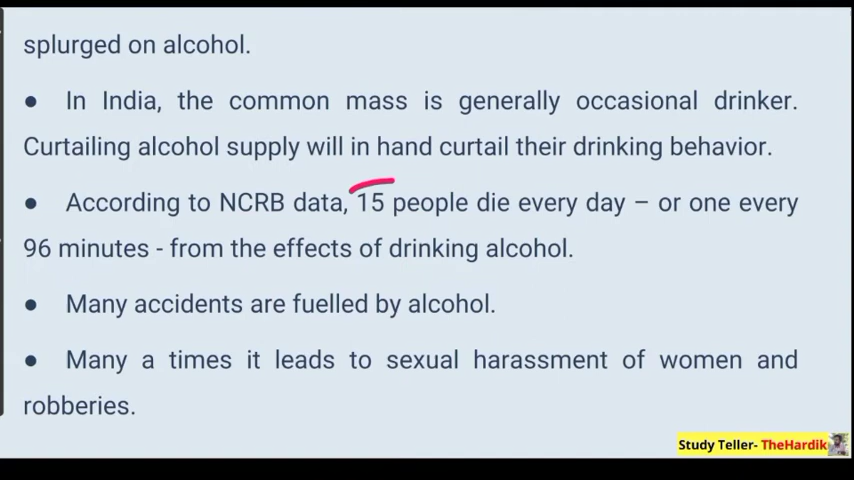 splurged on alcohol.
● In India, the common mass is generally occasional drinker.
Curtailing alcohol supply will in hand curtail their drinking behavior.
● According to NCRB data, 15 people die every day – or one every
96 minutes - from the effects of drinking alcohol.
● Many accidents are fuelled by alcohol.
● Many a times it leads to sexual harassment of women and
robberies.
Study Teller- TheHardik